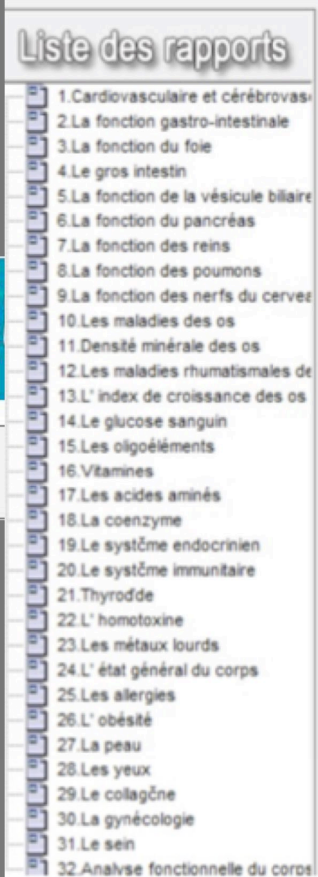 Liste des rapports
1.Cardiovasculaire et cérébrovas
2.La fonction gastro-intestinale
3.La fonction du foie
4.Le gros intestin
5.La fonction de la vésicule biliaire
6.La fonction du pancréas
7.La fonction des reins
8.La fonction des poumons
9.La fonction des nerfs du cervea
10.Les maladies des os
11.Densité minérale des os
12.Les maladies rhumatismales de
13.L' index de croissance des os
14.Le glucose sanguin
15.Les oligoéléments
16.Vitamines
17.Les acides aminés
18.La coenzyme
19.Le systčme endocrinien
20.Le systčme immunitaire
21.Thyroďde
22.L' homotoxine
23.Les métaux lourds
24.L' état général du corps
25.Les allergies
26.L' obésité
27.La peau
28.Les yeux
29.Le collagčne
30.La gynécologie
31.Le sein
32.Analyse fonctionnelle du corps